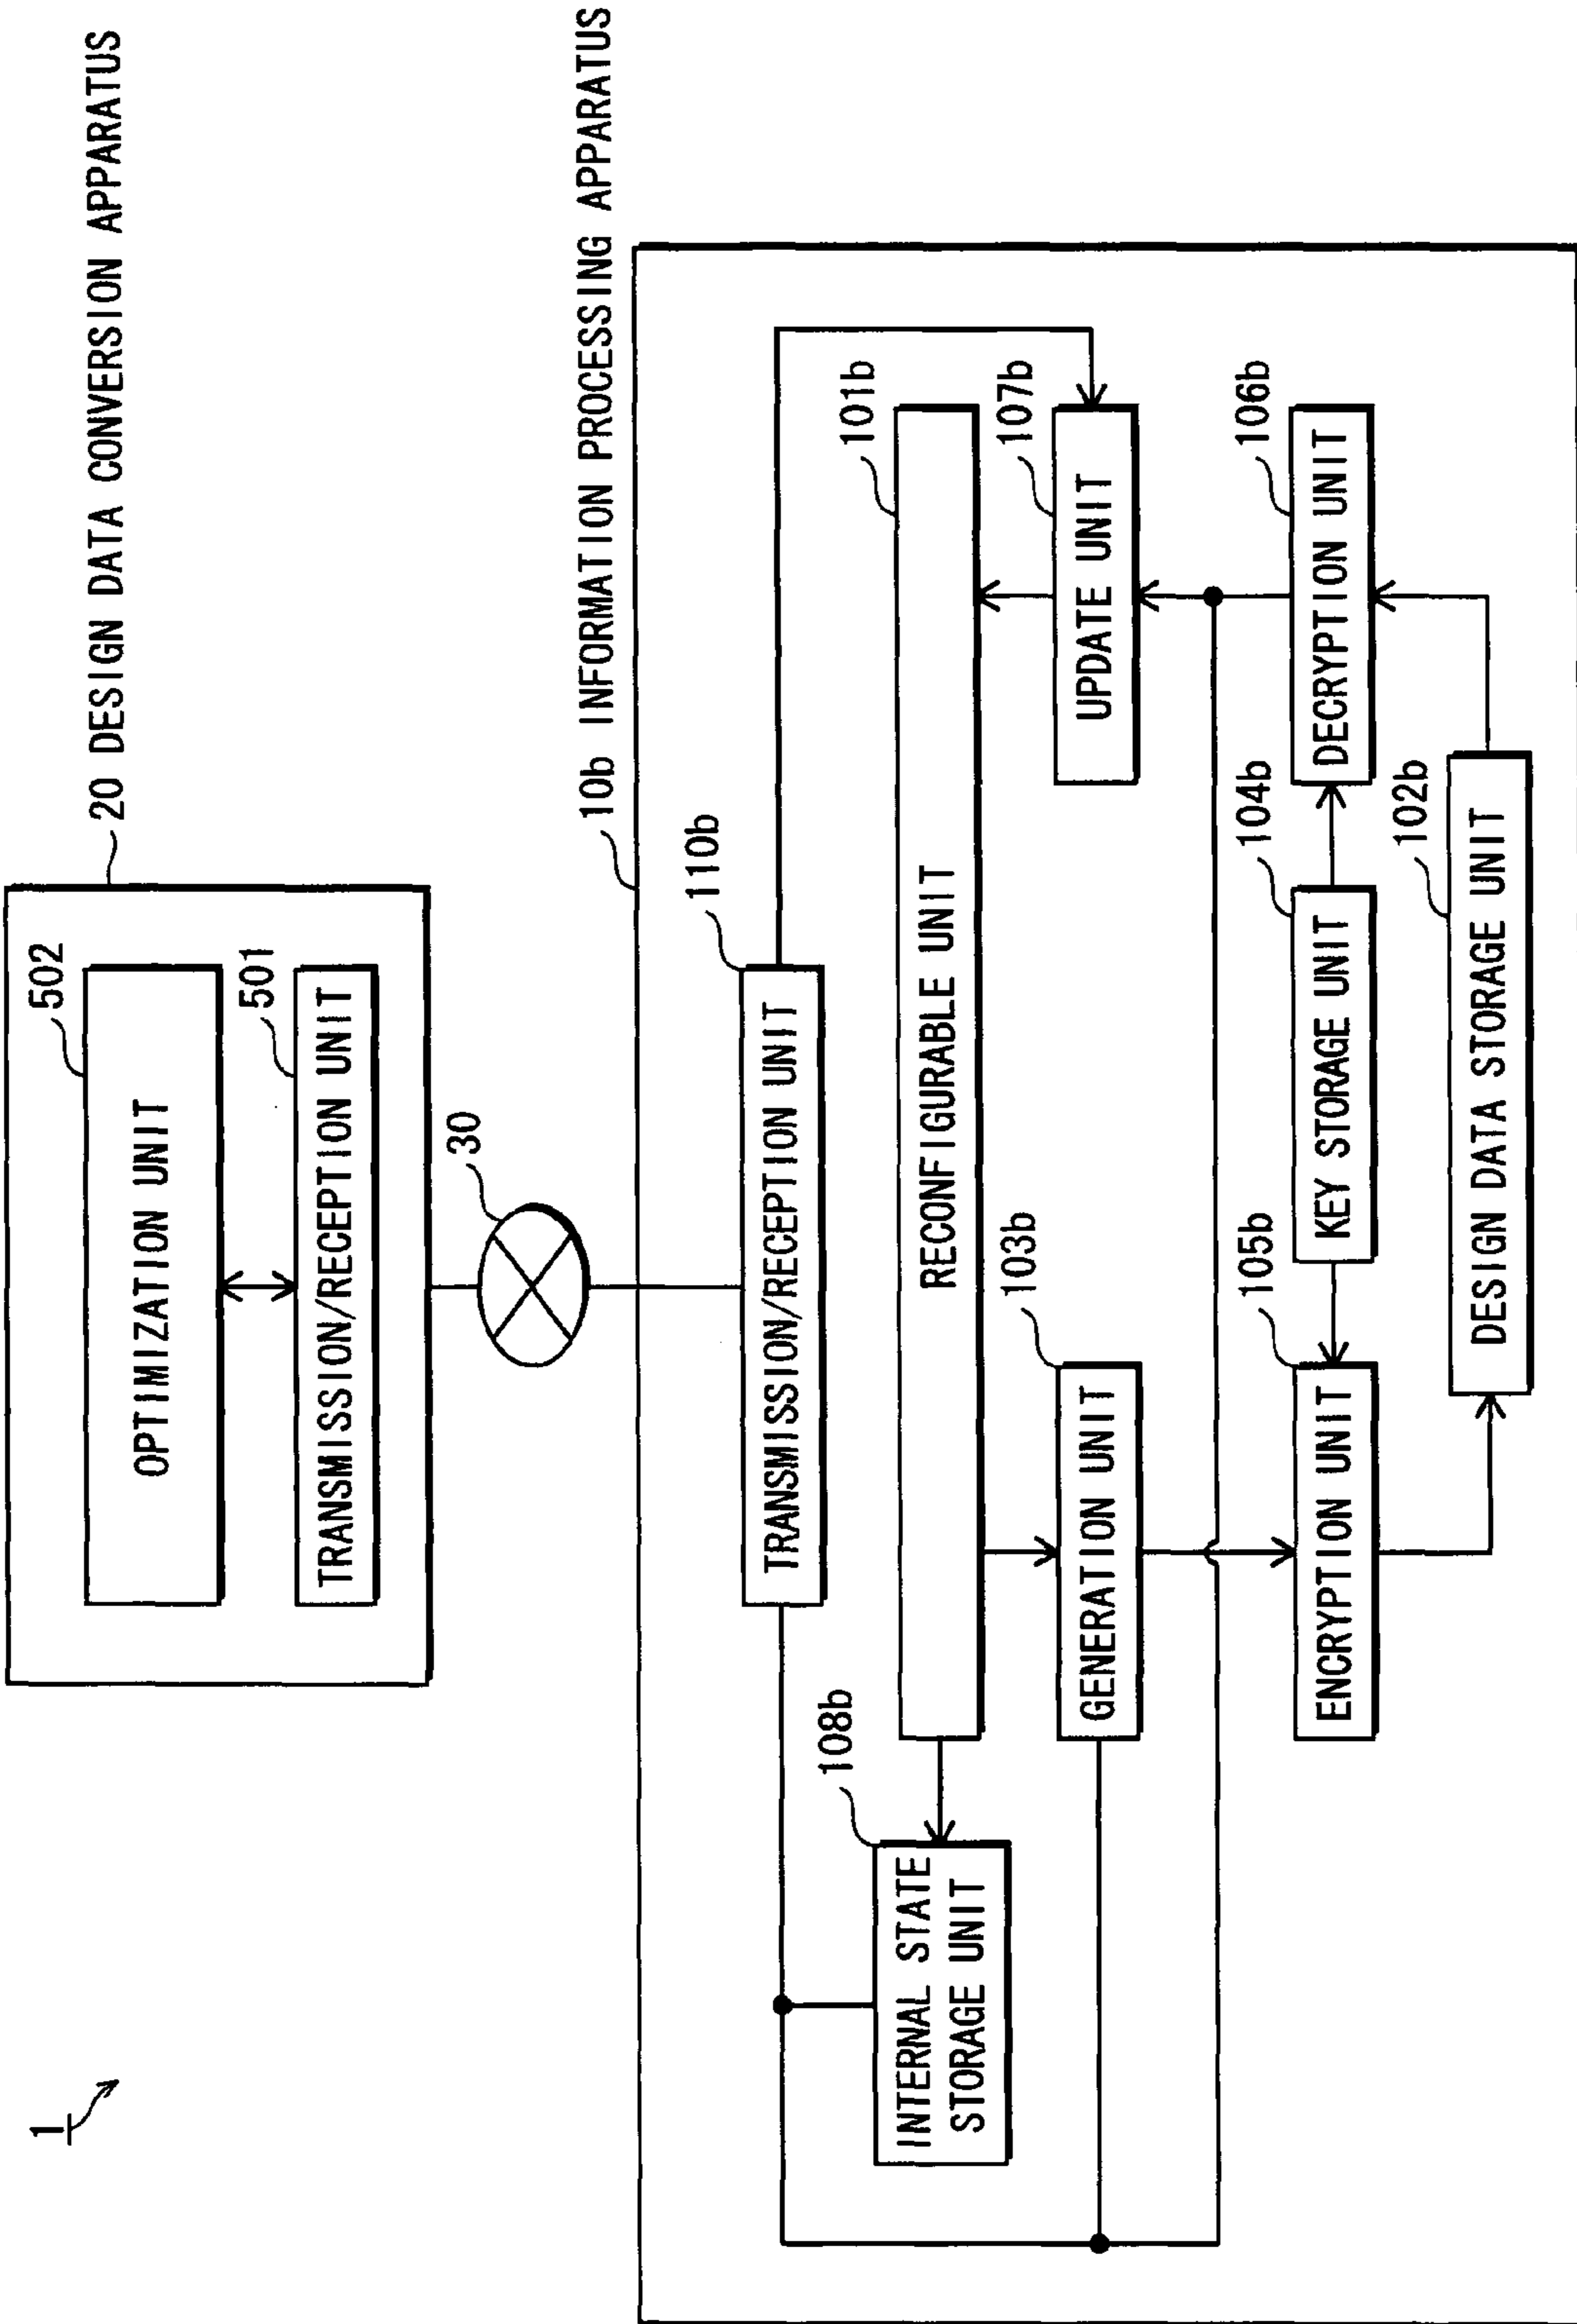 1
20 DESIGN DATA CONVERSION APPARATUS
502
OPTIMIZATION UNIT
501
TRANSMISSION/RECEPTION UNIT
30
10b INFORMATION PROCESSING APPARATUS
110b
TRANSMISSION/RECEPTION UNIT
108b
INTERNAL STATE
STORAGE UNIT
101b
RECONFIGURABLE UNIT
103b
GENERATION UNIT
107b
UPDATE UNIT
105b
ENCRYPTION UNIT
104b
KEY STORAGE UNIT
106b
DECRYPTION UNIT
102b
DESIGN DATA STORAGE UNIT